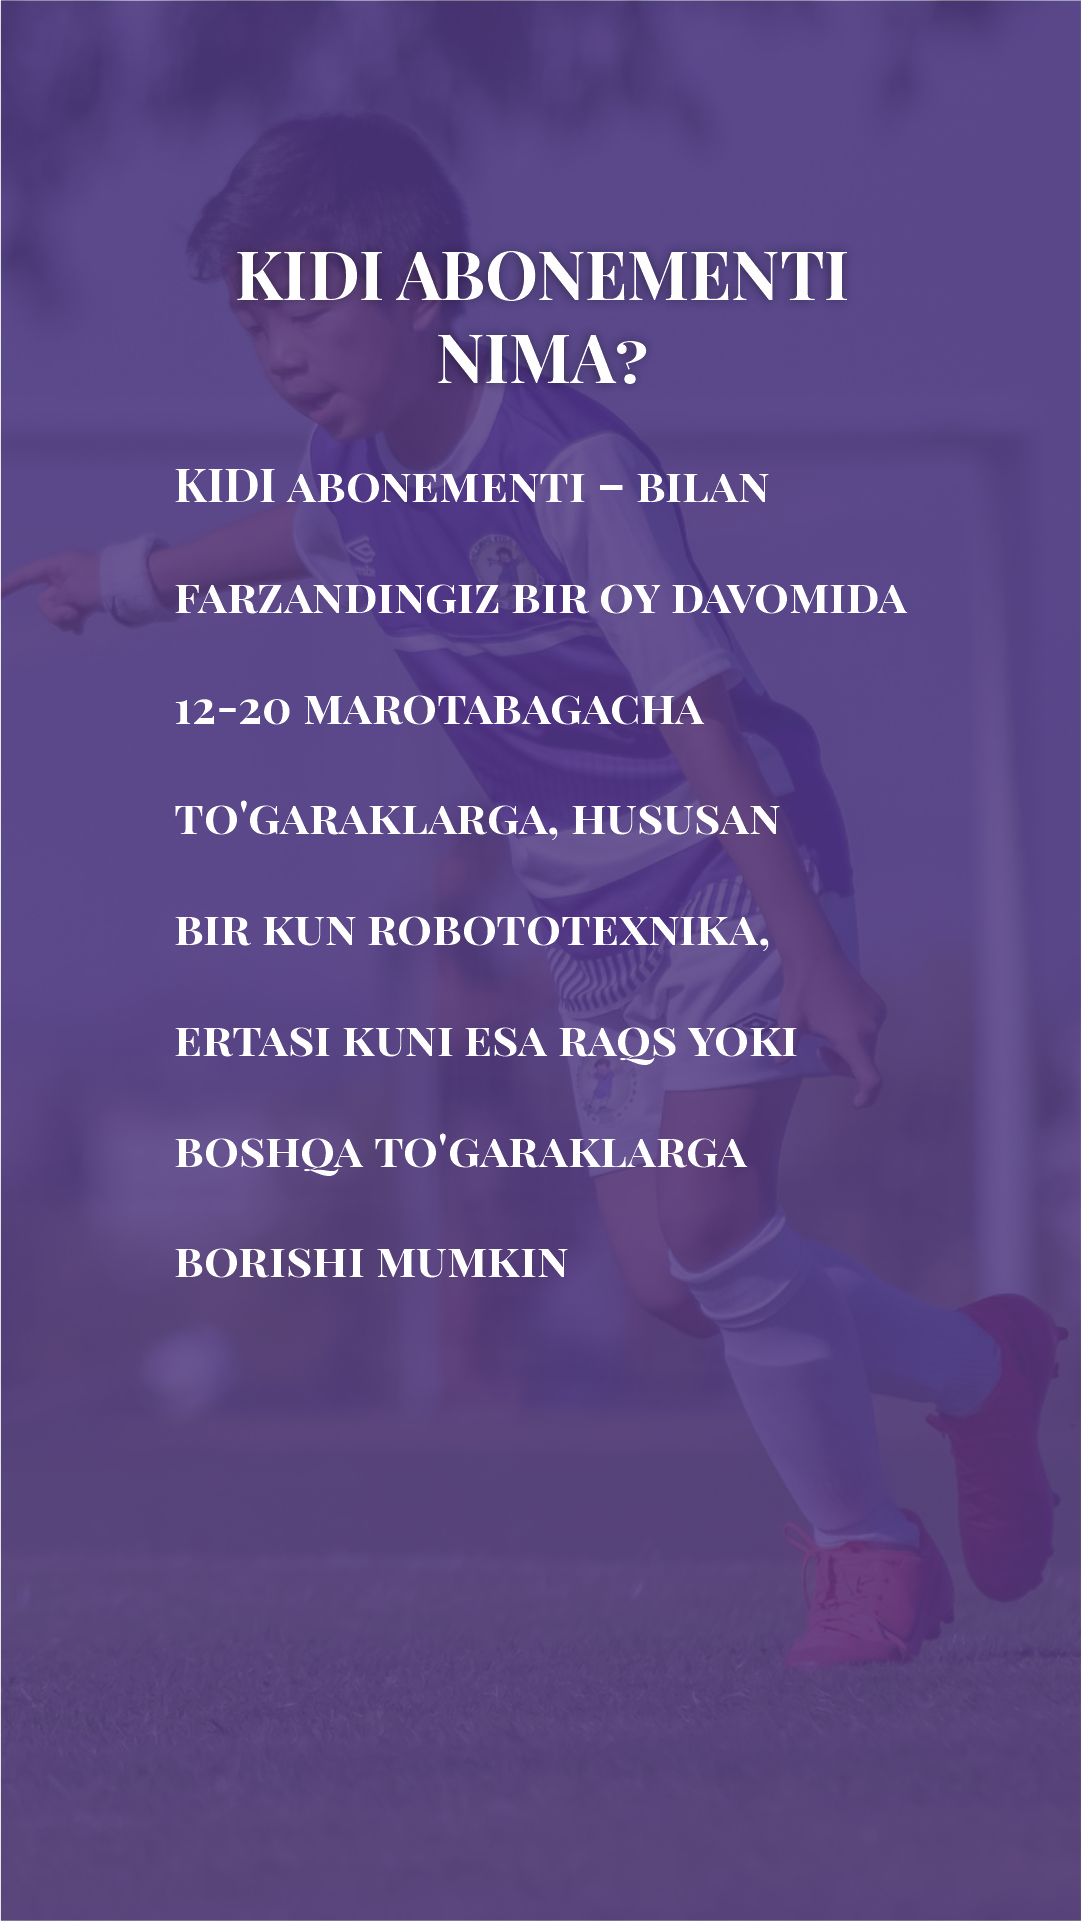 KIDI ABONEMENTI
NIMA?
KIDI ABONEMENTI – BILAN
FARZANDINGIZ BIR OY DAVOMIDA
12-20 MAROTABAGACHA
TO'GARAKLARGA, HUSUSAN
BIR KUN ROBOTOTEXNIKA,
ERTASI KUNI ESA RAQS YOKI
BOSHQA TO'GARAKLARGA
BORISHI MUMKIN